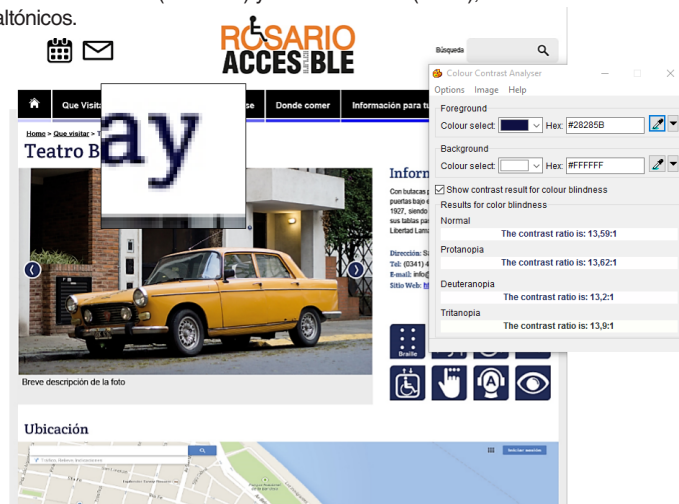 altónicos.
ROSARIO
ACCESIBLE
Búsqueda
Colour Contrast Analyser
Options Image Help
Foreground
Colour select: Hex: #28285B
Background
Colour select: Hex: #FFFFFF
Show contrast result for colour blindness
Results for color blindness
Normal
The contrast ratio is: 13,59:1
Protanopia
The contrast ratio is: 13,62:1
Deuteranopia
The contrast ratio is: 13,2:1
Tritanopia
The contrast ratio is: 13,9:1
Que Visita
se
Donde comer
Información para tu
ay
Home > Que visitar > T
Teatro B
Inform
Con butacas p
puertas bajo e
1927, siendo
sus tablas pa
Libertad Lama
Dirección: Sa
Tel: (0341) 4
E-mail: info@
Sitio Web: ht
Braille
Breve descripción de la foto
Ubicación
Iniciar sesión